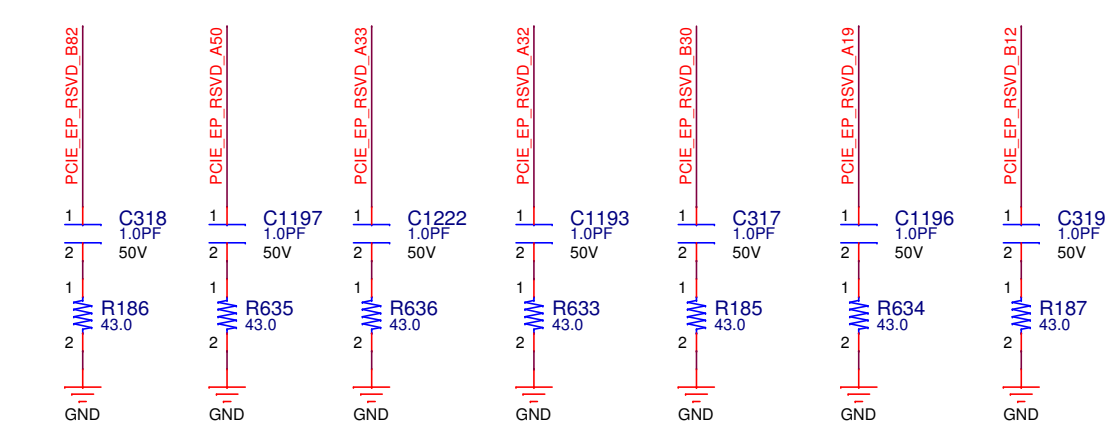 PCIE_EP_RSVD_B82
1
C318
1.0PF
2
50V
1
R186
43.0
2
GND
PCIE_EP_RSVD_A50
1
C1197
1.0PF
2
50V
1
R635
43.0
2
GND
PCIE_EP_RSVD_A33
1
C1222
1.0PF
2
50V
1
R636
43.0
2
GND
PCIE_EP_RSVD_A32
1
C1193
1.0PF
2
50V
1
R633
43.0
2
GND
PCIE_EP_RSVD_B30
1
C317
1.0PF
2
50V
1
R185
43.0
2
GND
PCIE_EP_RSVD_A19
1
C1196
1.0PF
2
50V
1
R634
43.0
2
GND
PCIE_EP_RSVD_B12
1
C319
1.0PF
2
50V
1
R187
43.0
2
GND